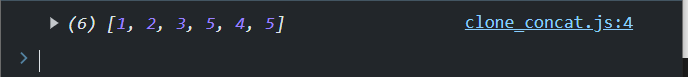 (6) [1, 2, 3, 5, 4, 5] clone_concat.js:4